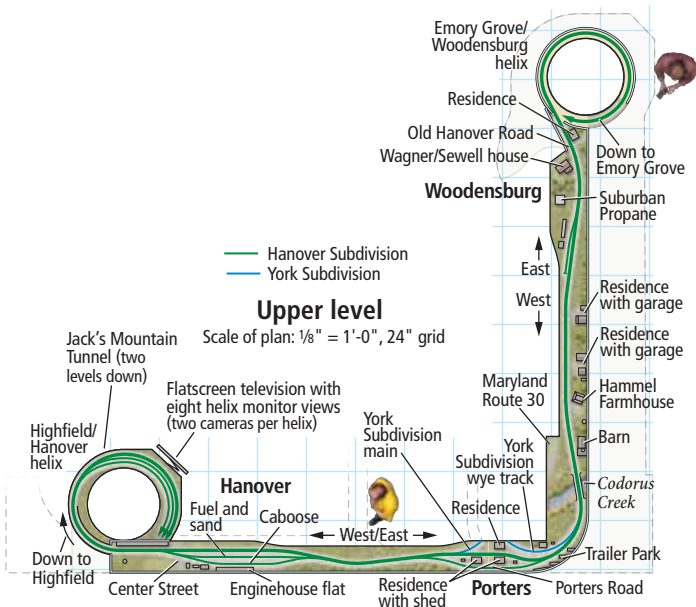 Emory Grove/
Woodensburg
helix
Residence
Old Hanover Road
Wagner/Sewell house
Down to
Emory Grove
Woodensburg
Suburban
Propane
Hanover Subdivision
York Subdivision
East
West
Upper level
Scale of plan: 1/8" = 1'-0", 24" grid
Residence
with garage
Residence
with garage
Jack's Mountain
Tunnel (two
levels down)
Flatscreen television with
eight helix monitor views
(two cameras per helix)
Maryland
Route 30
Hammel
Farmhouse
Highfield/
Hanover
helix
York
Subdivision
main
York
Subdivision
wye track
Barn
Hanover
Codorus
Creek
Fuel and
sand
Caboose
Residence
West/East
Down to
Highfield
Trailer Park
Center Street
Enginehouse flat
Residence
with shed
Porters
Porters Road